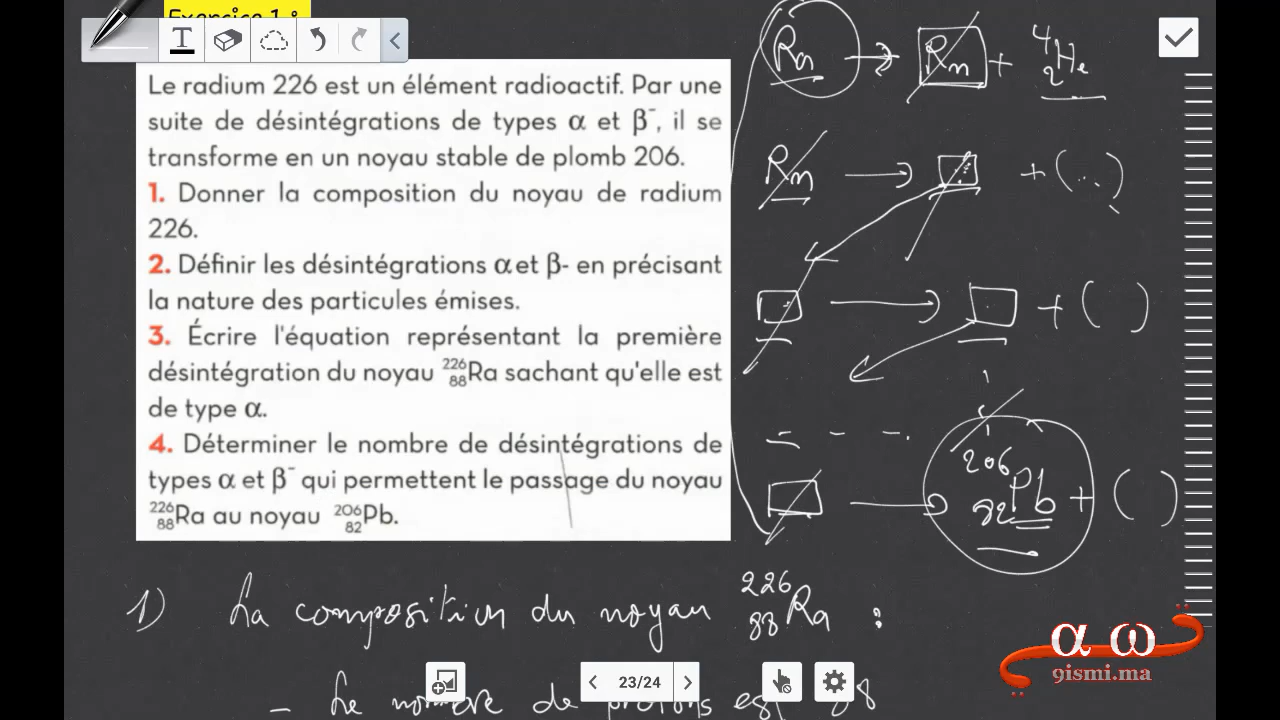 Exercice 1 :
T
Le radium 226 est un élément radioactif. Par une
suite de désintégrations de types α et β⁻, il se
transforme en un noyau stable de plomb 206.
1. Donner la composition du noyau de radium
226.
2. Définir les désintégrations α et β- en précisant
la nature des particules émises.
3. Écrire l'équation représentant la première
désintégration du noyau ²²⁶₈₈Ra sachant qu'elle est
de type α.
4. Déterminer le nombre de désintégrations de
types α et β⁻ qui permettent le passage du noyau
²²⁶₈₈Ra au noyau ²⁰⁶₈₂Pb.
Ra → Rn + ⁴₂He
Rn → + (...)
→ + ( )
→ ²⁰⁶₈₂Pb + ( )
1) La composition du noyau ²²⁶₈₈Ra :
- Le nombre de protons est 88
23/24
α ω
9ismi.ma